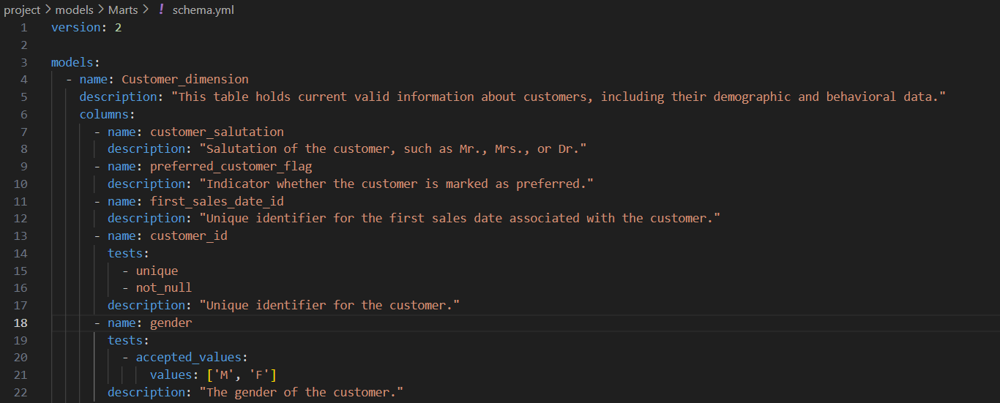 project > models > Marts > ! schema.yml
1 version: 2
2
3 models:
4 - name: Customer_dimension
5 description: "This table holds current valid information about customers, including their demographic and behavioral data."
6 columns:
7 - name: customer_salutation
8 description: "Salutation of the customer, such as Mr., Mrs., or Dr."
9 - name: preferred_customer_flag
10 description: "Indicator whether the customer is marked as preferred."
11 - name: first_sales_date_id
12 description: "Unique identifier for the first sales date associated with the customer."
13 - name: customer_id
14 tests:
15 - unique
16 - not_null
17 description: "Unique identifier for the customer."
18 - name: gender
19 tests:
20 - accepted_values:
21 values: ['M', 'F']
22 description: "The gender of the customer."